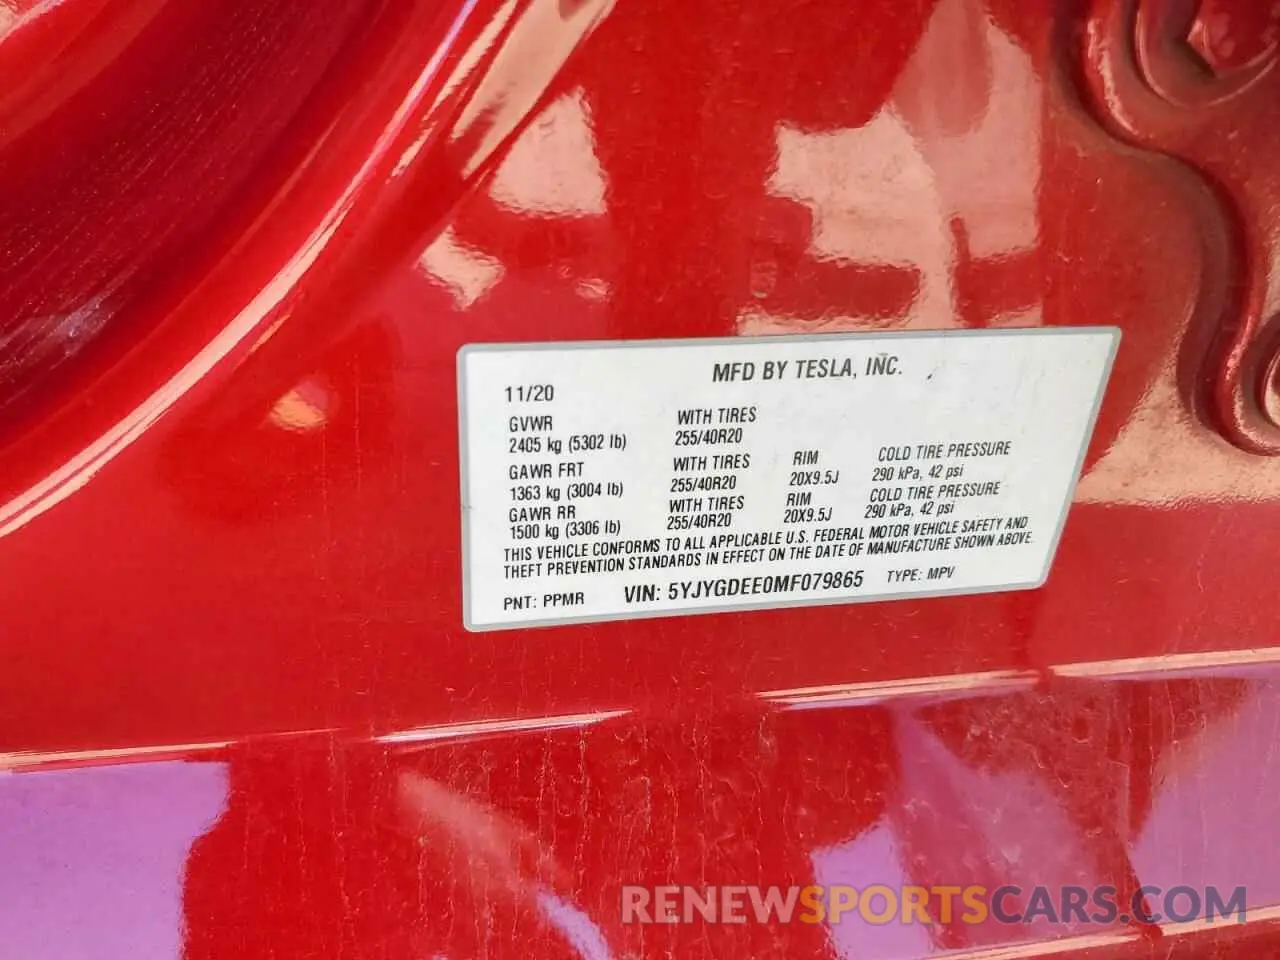 MFD BY TESLA, INC.
11/20
GVWR WITH TIRES
2405 kg (5302 lb) 255/40R20
GAWR FRT WITH TIRES RIM COLD TIRE PRESSURE
1363 kg (3004 lb) 255/40R20 20X9.5J 290 kPa, 42 psi
GAWR RR WITH TIRES RIM COLD TIRE PRESSURE
1500 kg (3306 lb) 255/40R20 20X9.5J 290 kPa, 42 psi
THIS VEHICLE CONFORMS TO ALL APPLICABLE U.S. FEDERAL MOTOR VEHICLE SAFETY AND
THEFT PREVENTION STANDARDS IN EFFECT ON THE DATE OF MANUFACTURE SHOWN ABOVE.
PNT: PPMR VIN: 5YJYGDEE0MF079865 TYPE: MPV
RENEWSPORTSCARS.COM